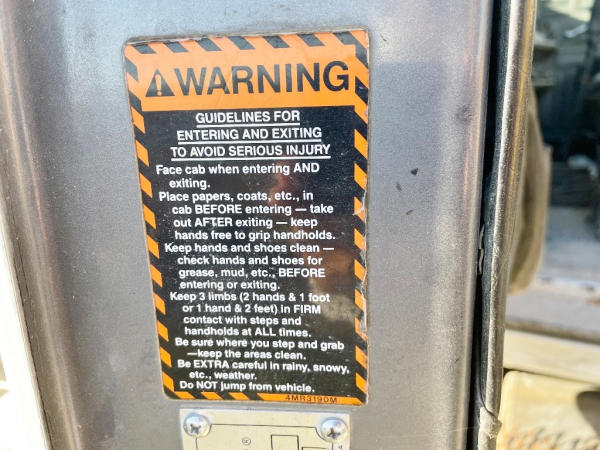 WARNING
GUIDELINES FOR
ENTERING AND EXITING
TO AVOID SERIOUS INJURY
Face cab when entering AND
exiting.
Place papers, coats, etc., in
cab BEFORE entering — take
out AFTER exiting — keep
hands free to grip handholds.
Keep hands and shoes clean —
check hands and shoes for
grease, mud, etc., BEFORE
entering or exiting.
Keep 3 limbs (2 hands & 1 foot
or 1 hand & 2 feet) in FIRM
contact with steps and
handholds at ALL times.
Be sure where you step and grab
—keep the areas clean.
Be EXTRA careful in rainy, snowy,
etc., weather.
Do NOT jump from vehicle.
4MR3190M